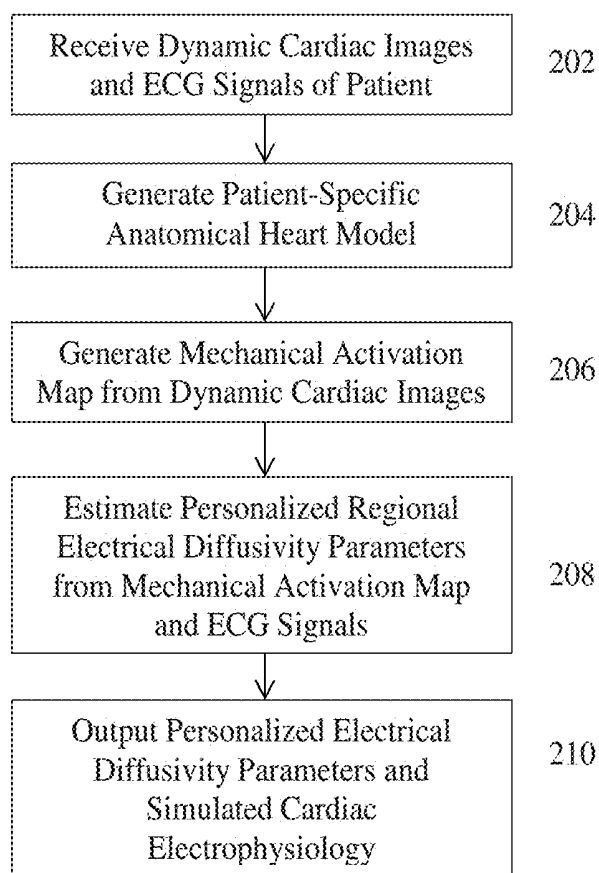 Receive Dynamic Cardiac Images
and ECG Signals of Patient
202
Generate Patient-Specific
Anatomical Heart Model
204
Generate Mechanical Activation
Map from Dynamic Cardiac Images
206
Estimate Personalized Regional
Electrical Diffusivity Parameters
from Mechanical Activation Map
and ECG Signals
208
Output Personalized Electrical
Diffusivity Parameters and
Simulated Cardiac
Electrophysiology
210